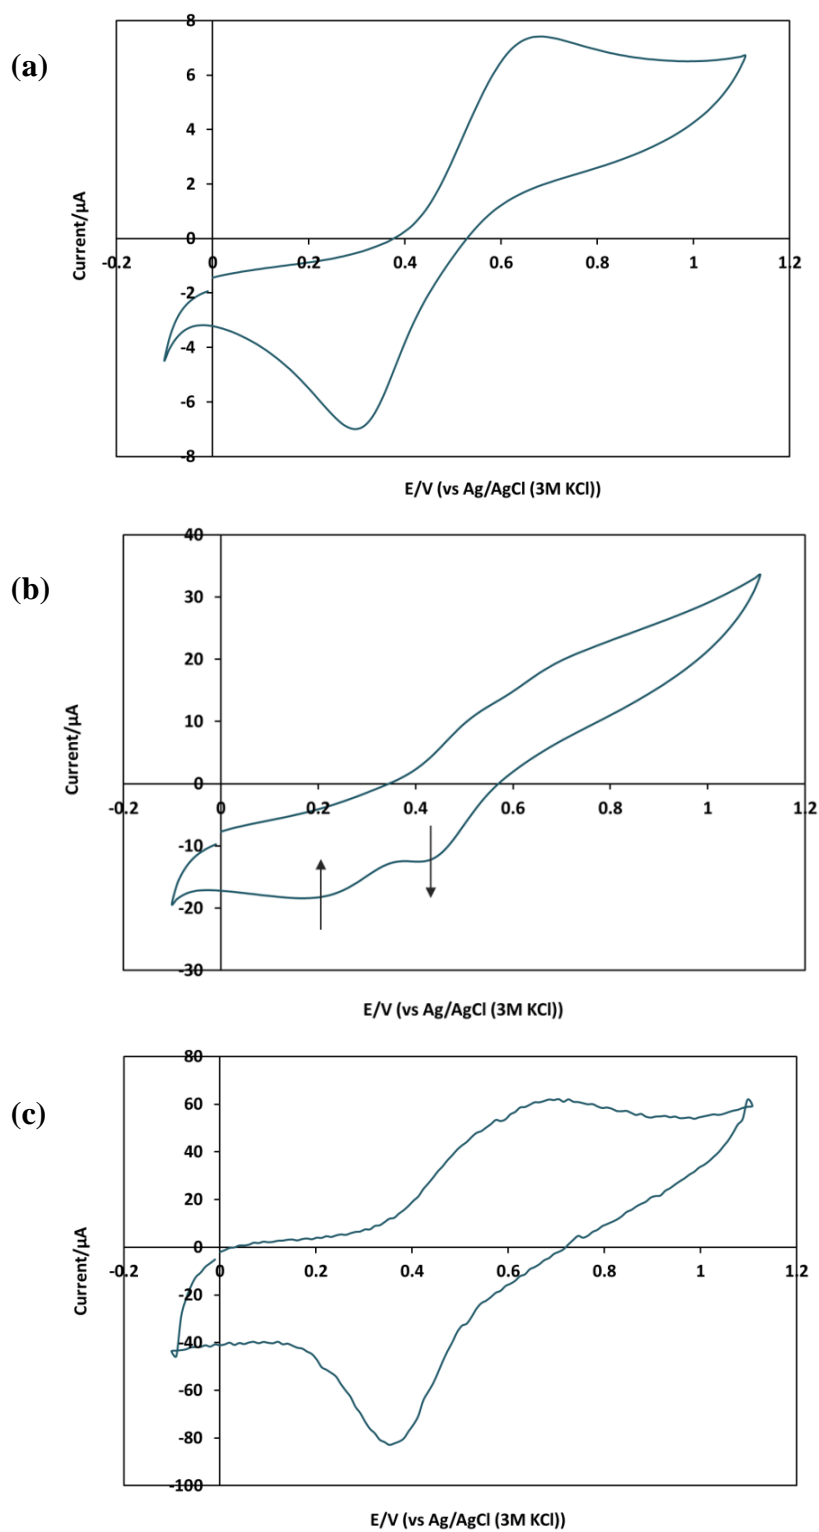 (a)
8
6
4
2
0
-2
-4
-6
-8
-0.2 0 0.2 0.4 0.6 0.8 1 1.2
Current/µA
E/V (vs Ag/AgCl (3M KCl))
(b)
40
30
20
10
0
-10
-20
-30
-0.2 0 0.2 0.4 0.6 0.8 1 1.2
Current/µA
E/V (vs Ag/AgCl (3M KCl))
(c)
80
60
40
20
0
-20
-40
-60
-80
-100
-0.2 0 0.2 0.4 0.6 0.8 1 1.2
Current/µA
E/V (vs Ag/AgCl (3M KCl))